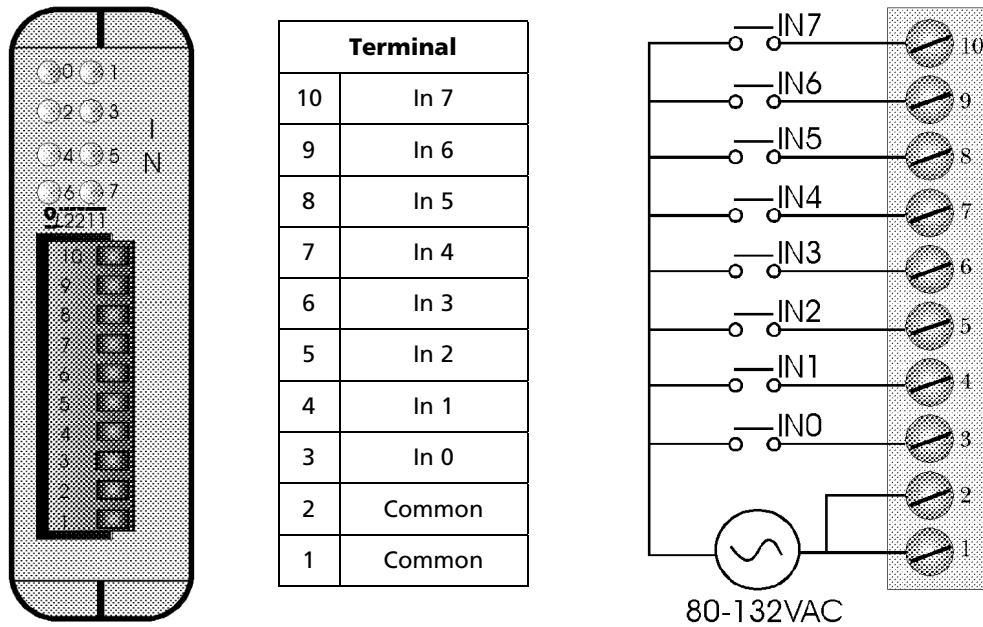 0 1
2 3
4 5
6 7
I
N
10
9
8
7
6
5
4
3
2
1
Terminal
10 In 7
9 In 6
8 In 5
7 In 4
6 In 3
5 In 2
4 In 1
3 In 0
2 Common
1 Common
IN7 10
IN6 9
IN5 8
IN4 7
IN3 6
IN2 5
IN1 4
IN0 3
2
1
80-132VAC